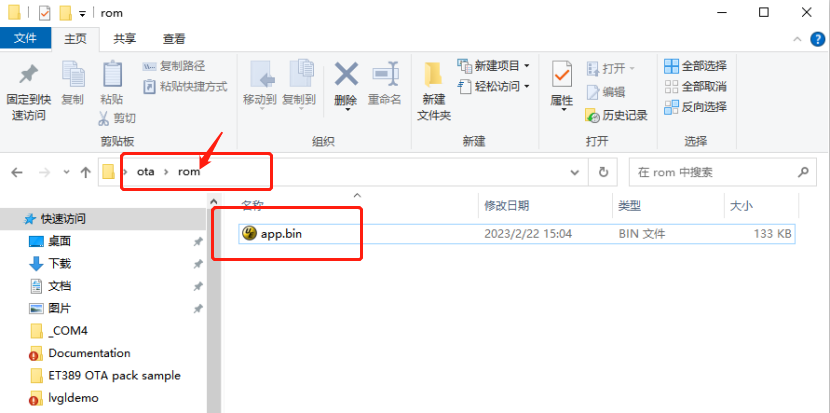 rom
文件
主页
共享
查看
固定到快
速访问
复制
粘贴
复制路径
粘贴快捷方式
剪切
剪贴板
移动到
复制到
删除
重命名
组织
新建
文件夹
新建项目
轻松访问
新建
属性
打开
编辑
历史记录
打开
全部选择
全部取消
反向选择
选择
ota › rom
在 rom 中搜索
名称 修改日期 类型 大小
app.bin 2023/2/22 15:04 BIN 文件 133 KB
快速访问
桌面
下载
文档
图片
_COM4
Documentation
ET389 OTA pack sample
lvgldemo